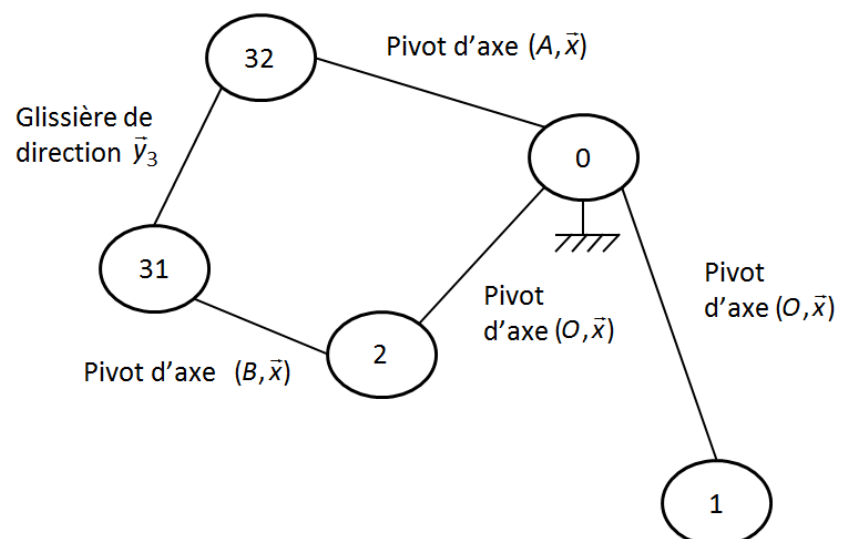 32
Pivot d'axe (A, x⃗)
Glissière de
direction y⃗₃
0
31
Pivot
d'axe (O, x⃗)
Pivot
d'axe (O, x⃗)
Pivot d'axe (B, x⃗)
2
1